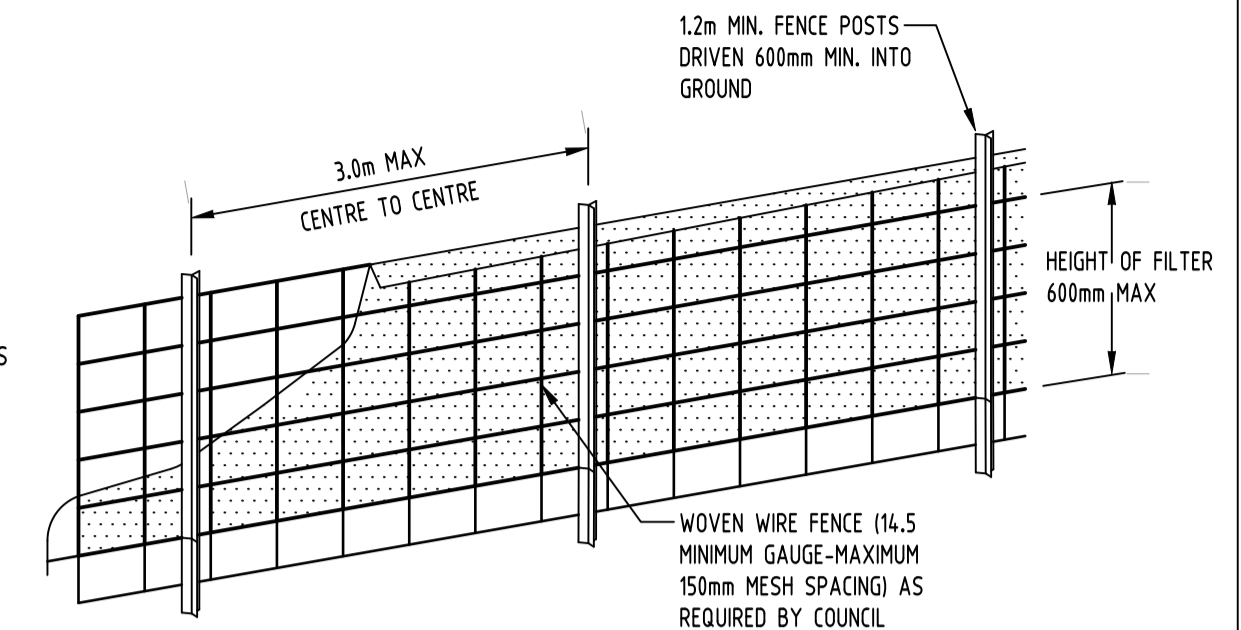 1.2m MIN. FENCE POSTS
DRIVEN 600mm MIN. INTO
GROUND
3.0m MAX
CENTRE TO CENTRE
HEIGHT OF FILTER
600mm MAX
S
WOVEN WIRE FENCE (14.5
MINIMUM GAUGE-MAXIMUM
150mm MESH SPACING) AS
REQUIRED BY COUNCIL